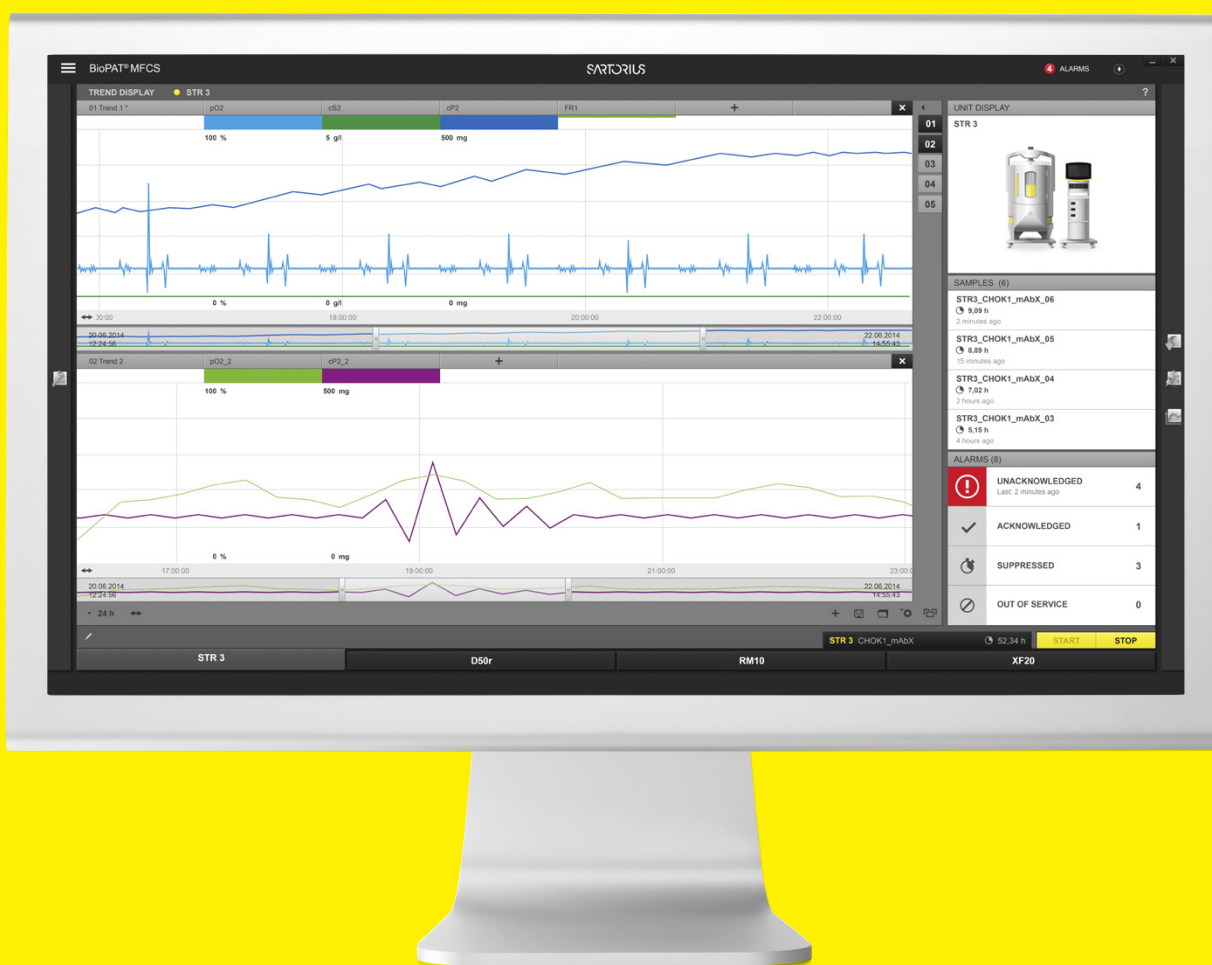 BioPAT® MFCS
SARTORIUS
4 ALARMS
TREND DISPLAY STR 3 ?
01 Trend 1 * pO2 cS2 cP2 FR1 +
100 % 5 g/l 500 mg
0 % 0 g/l 0 mg
00:00 18:00:00 20:00:00 22:00:00
20.06.2014 22.06.2014
12:24:56 14:55:43
02 Trend 2 pO2_2 cP2_2 +
100 % 500 mg
0 % 0 mg
17:00:00 19:00:00 21:00:00 23:00:
20.06.2014 22.06.2014
12:24:56 14:55:43
24 h
01
02
03
04
05
UNIT DISPLAY
STR 3
SAMPLES (6)
STR3_CHOK1_mAbX_06
9,09 h
2 minutes ago
STR3_CHOK1_mAbX_05
8,89 h
15 minutes ago
STR3_CHOK1_mAbX_04
7,02 h
2 hours ago
STR3_CHOK1_mAbX_03
5,15 h
4 hours ago
ALARMS (8)
UNACKNOWLEDGED 4
Last: 2 minutes ago
ACKNOWLEDGED 1
SUPPRESSED 3
OUT OF SERVICE 0
STR 3 CHOK1_mAbX 52,34 h START STOP
STR 3 D50r RM10 XF20